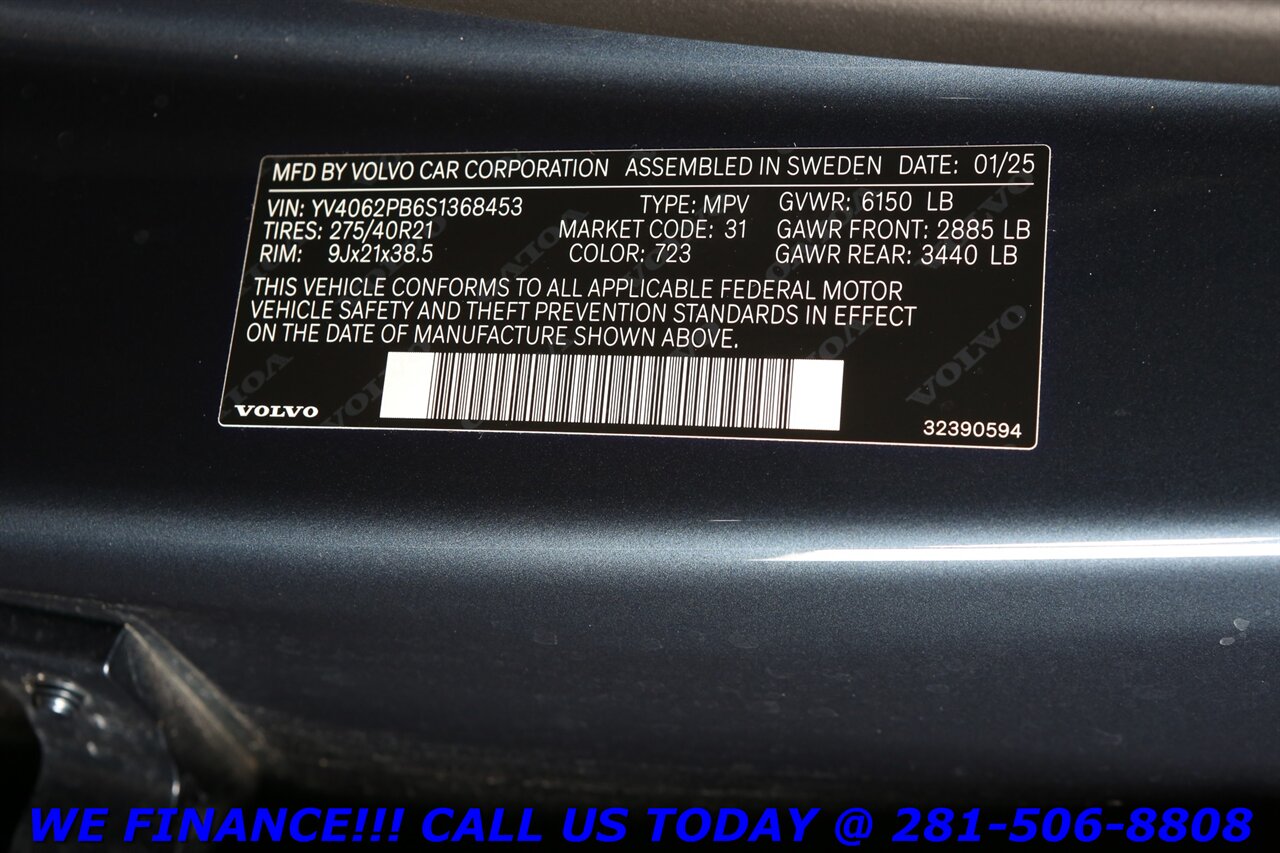 MFD BY VOLVO CAR CORPORATION ASSEMBLED IN SWEDEN DATE: 01/25
VIN: YV4062PB6S1368453 TYPE: MPV GVWR: 6150 LB
TIRES: 275/40R21 MARKET CODE: 31 GAWR FRONT: 2885 LB
RIM: 9Jx21x38.5 COLOR: 723 GAWR REAR: 3440 LB
THIS VEHICLE CONFORMS TO ALL APPLICABLE FEDERAL MOTOR
VEHICLE SAFETY AND THEFT PREVENTION STANDARDS IN EFFECT
ON THE DATE OF MANUFACTURE SHOWN ABOVE.
VOLVO
VOLVO
32390594
WE FINANCE!!! CALL US TODAY @ 281-506-8808